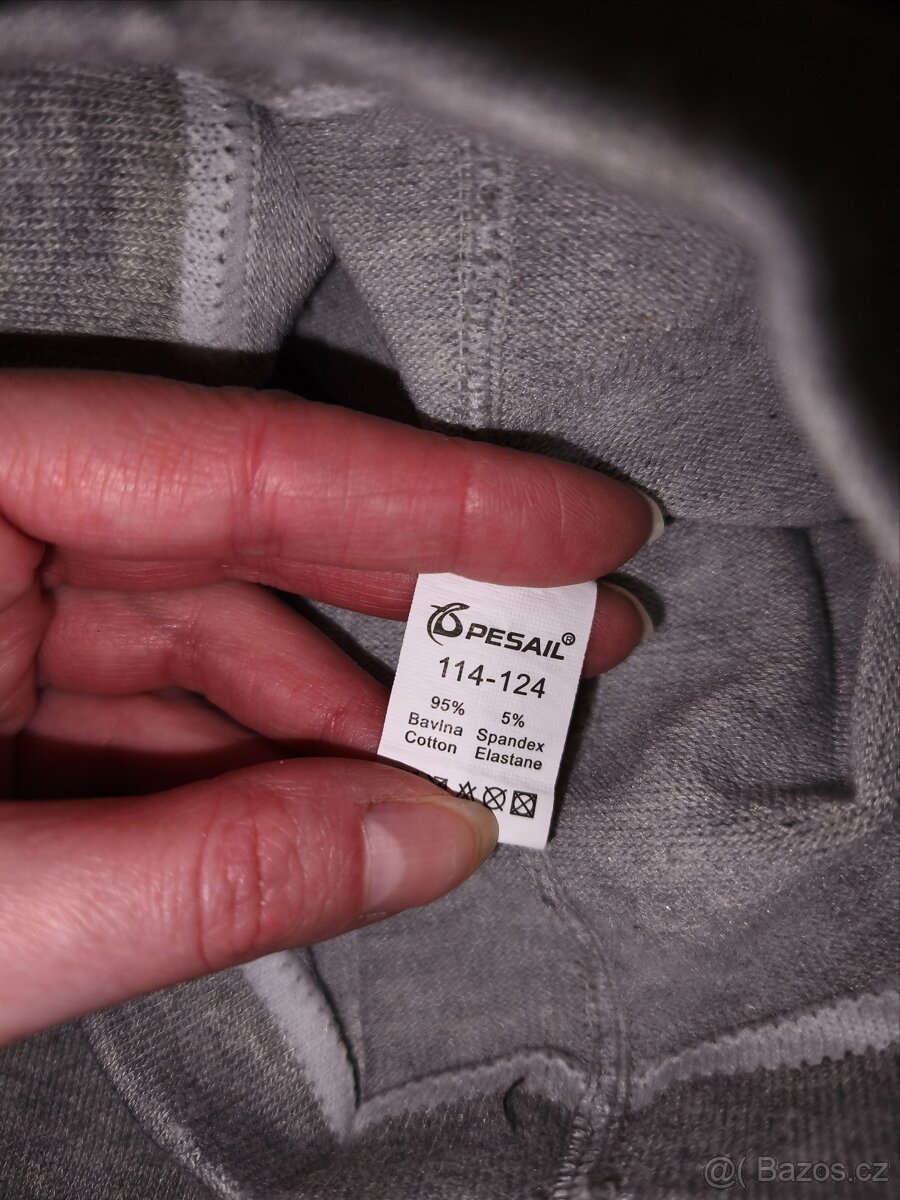 PESAIL®
114-124
95% 5%
Bavlna Spandex
Cotton Elastane
@( Bazos.cz